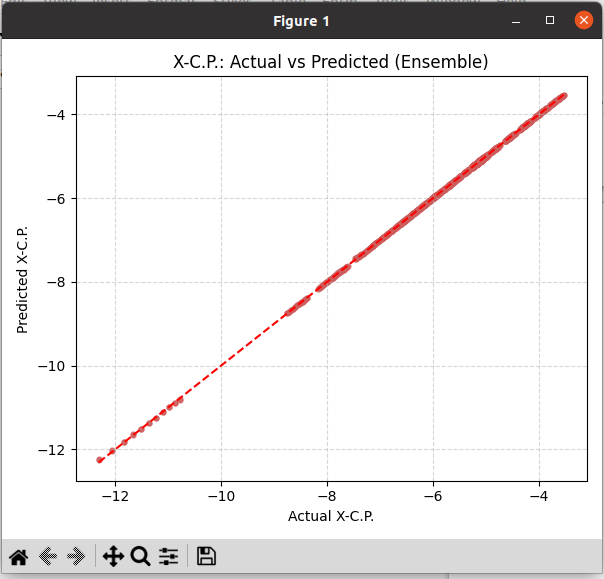 Figure 1
X-C.P.: Actual vs Predicted (Ensemble)
Predicted X-C.P.
−4
−6
−8
−10
−12
−12 −10 −8 −6 −4
Actual X-C.P.